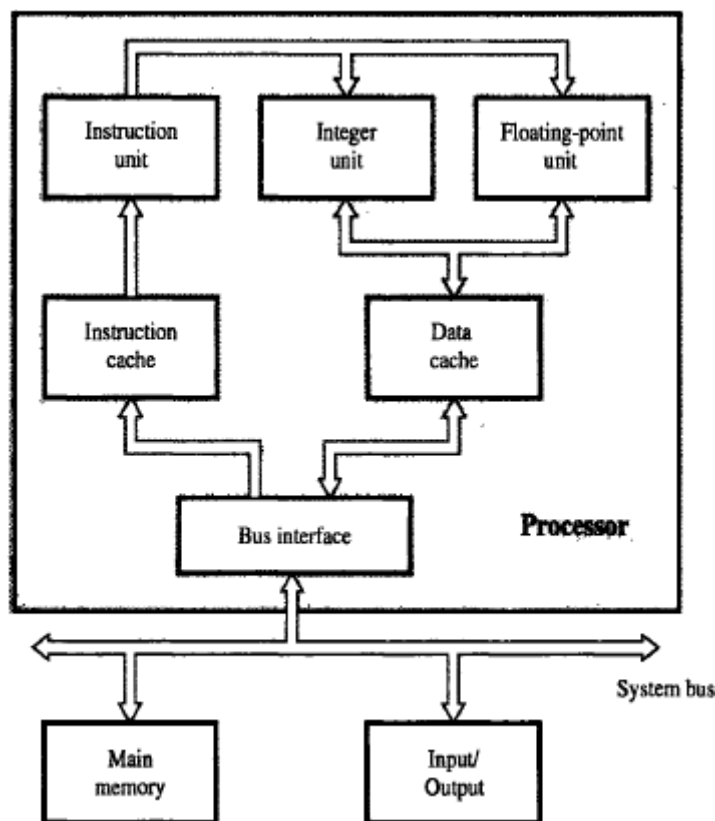 Instruction
unit
Integer
unit
Floating-point
unit
Instruction
cache
Data
cache
Bus interface
Processor
System bus
Main
memory
Input/
Output